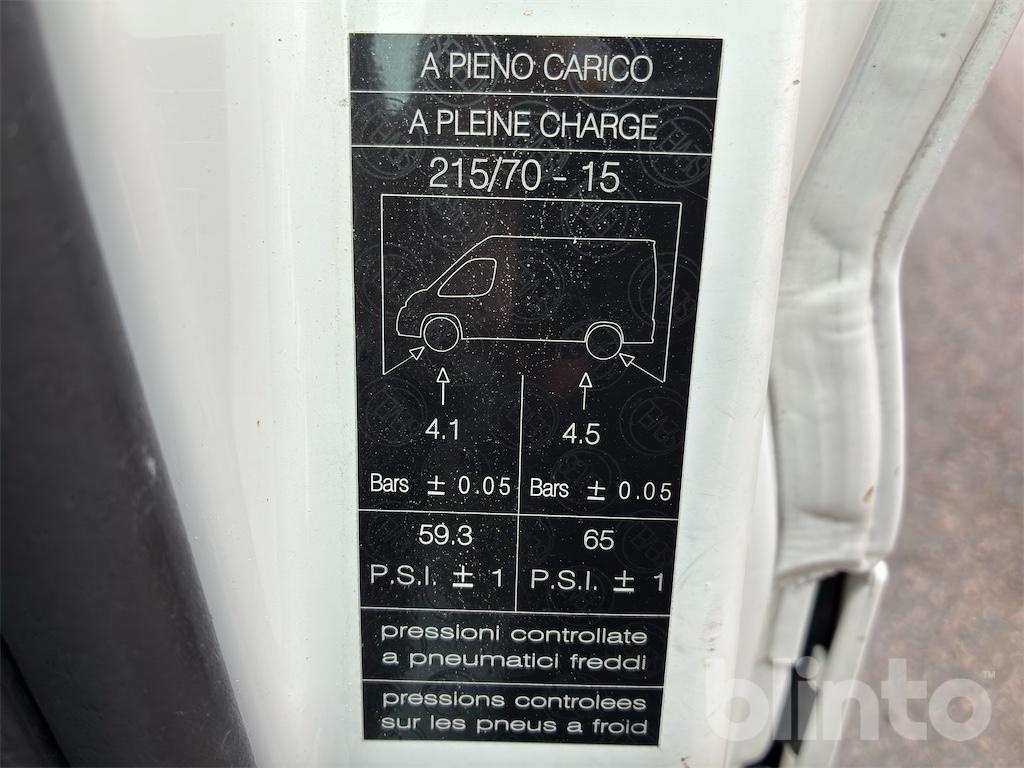 A PIENO CARICO
A PLEINE CHARGE
215/70 - 15
4.1 4.5
Bars ± 0.05 Bars ± 0.05
59.3 65
P.S.I. ± 1 P.S.I. ± 1
pressioni controllate
a pneumatici freddi
pressions controlees
sur les pneus a froid
blinto™